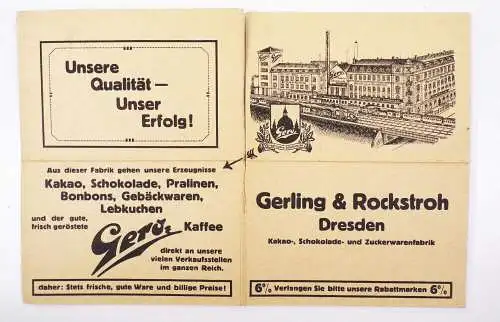 Unsere
Qualität —
Unser
Erfolg!
Aus dieser Fabrik gehen unsere Erzeugnisse
Kakao, Schokolade, Pralinen,
Bonbons, Gebäckwaren,
Lebkuchen
und der gute,
frisch geröstete
Gero- Kaffee
direkt an unsere
vielen Verkaufsstellen
im ganzen Reich.
daher: Stets frische, gute Ware und billige Preise!
Gero
Gerling & Rockstroh
Dresden
Kakao-, Schokolade- und Zuckerwarenfabrik
6% Verlangen Sie bitte unsere Rabattmarken 6%